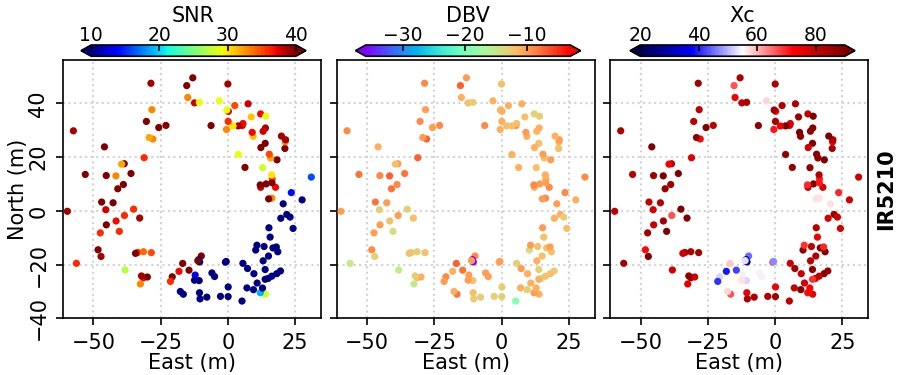 SNR DBV Xc
10 20 30 40 −30 −20 −10 20 40 60 80
40
20
0
−20
−40
North (m)
−50 −25 0 25 −50 −25 0 25 −50 −25 0 25
East (m) East (m) East (m)
IR5210